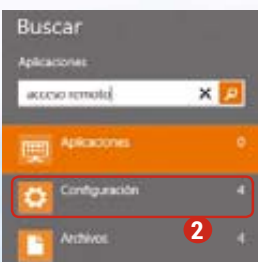 Buscar
Aplicaciones
acceso remoto
Aplicaciones 0
Configuración 4
2
Archivos 4